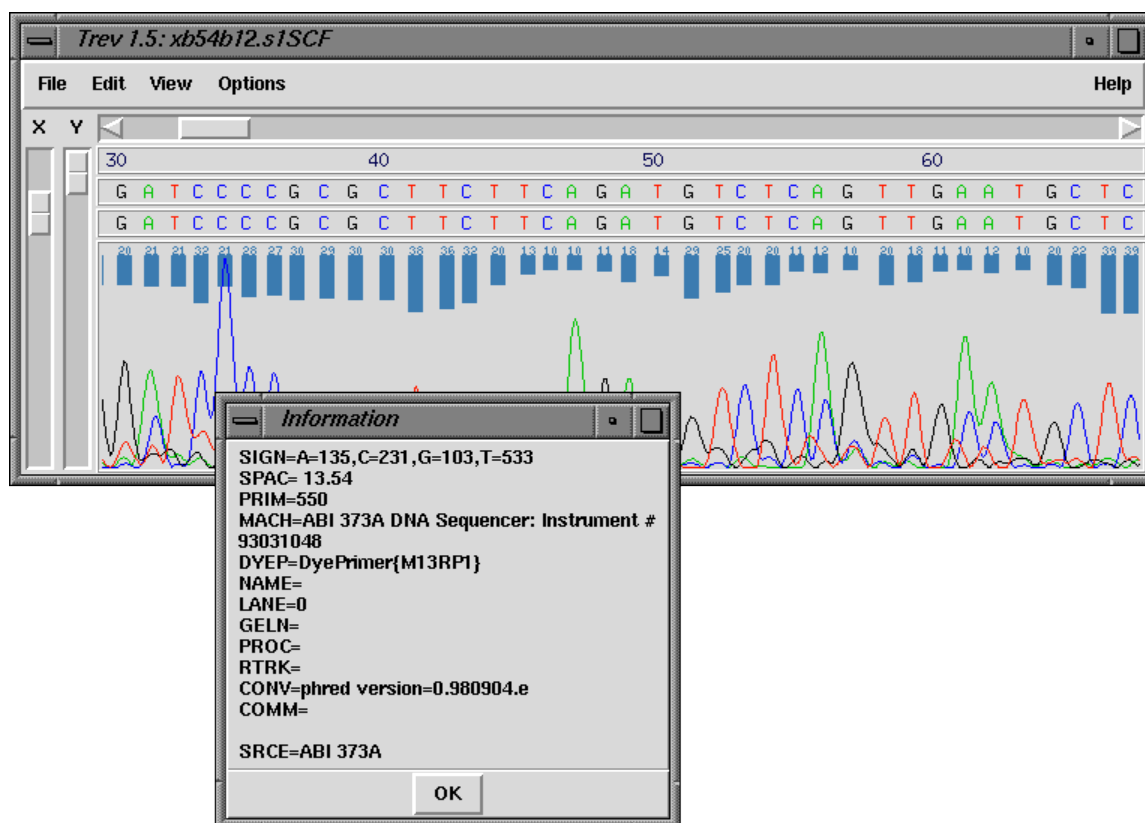 Trev 1.5: xb54b12.s1SCF
File Edit View Options Help
X Y
30 40 50 60
G A T C C C C G C G C T T C T T C A G A T G T C T C A G T T G A A T G C T C
G A T C C C C G C G C T T C T T C A G A T G T C T C A G T T G A A T G C T C
20 21 21 32 21 28 27 30 29 30 30 38 36 32 20 13 10 10 11 18 14 29 25 20 20 11 12 10 20 18 11 10 12 10 20 22 39 39
Information
SIGN=A=135,C=231,G=103,T=533
SPAC= 13.54
PRIM=550
MACH=ABI 373A DNA Sequencer: Instrument #
93031048
DYEP=DyePrimer{M13RP1}
NAME=
LANE=0
GELN=
PROC=
RTRK=
CONV=phred version=0.980904.e
COMM=
SRCE=ABI 373A
OK